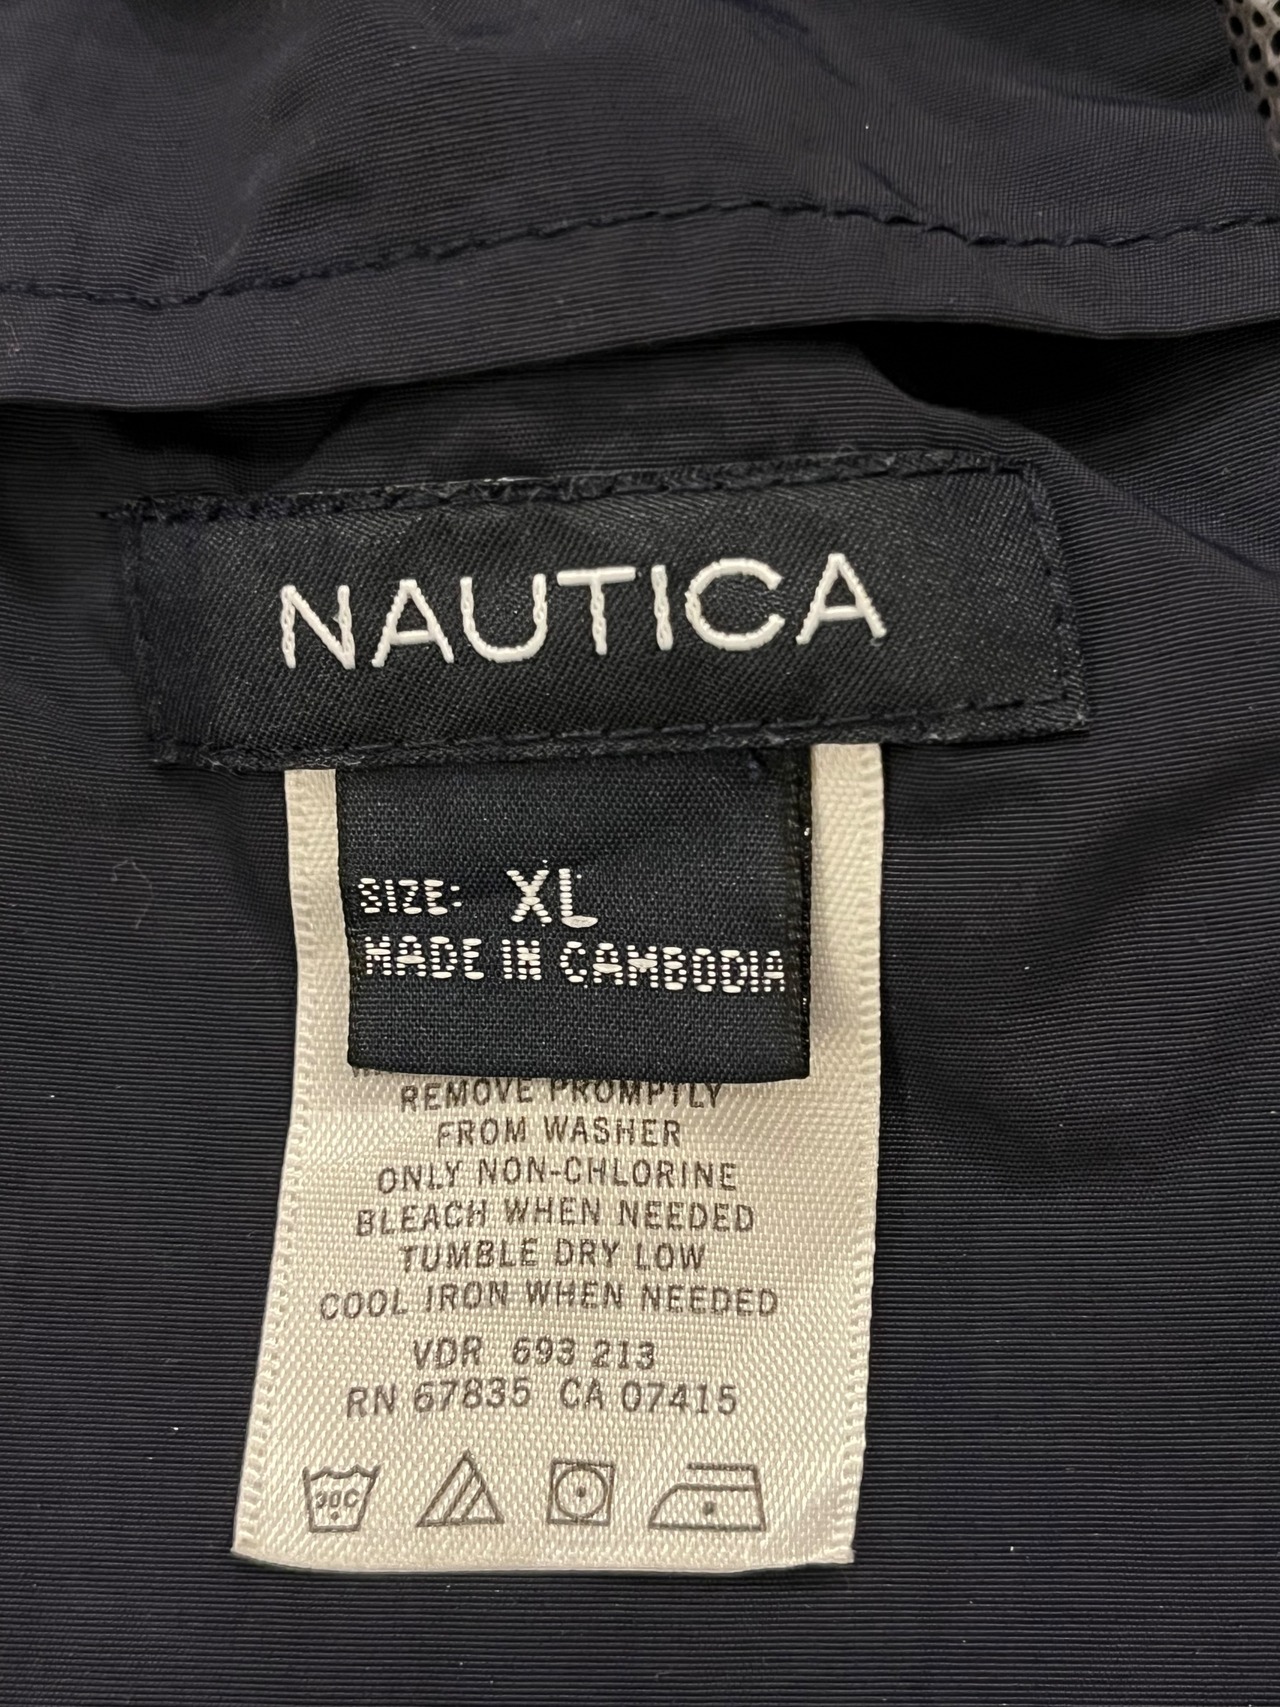 NAUTICA
SIZE: XL
MADE IN CAMBODIA
REMOVE PROMPTLY
FROM WASHER
ONLY NON-CHLORINE
BLEACH WHEN NEEDED
TUMBLE DRY LOW
COOL IRON WHEN NEEDED
VDR 693 213
RN 67835 CA 07415
30C